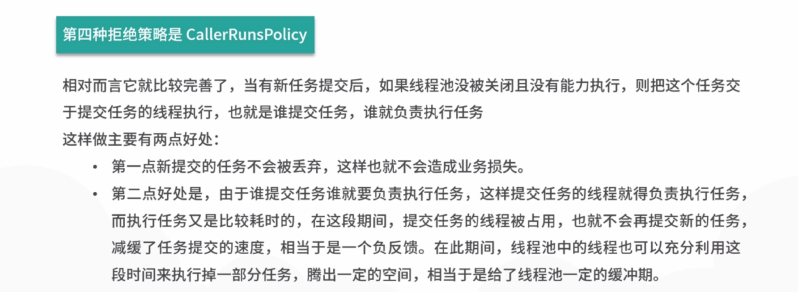 第四种拒绝策略是 CallerRunsPolicy
相对而言它就比较完善了，当有新任务提交后，如果线程池没被关闭且没有能力执行，则把这个任务交
于提交任务的线程执行，也就是谁提交任务，谁就负责执行任务
这样做主要有两点好处：
• 第一点新提交的任务不会被丢弃，这样也就不会造成业务损失。
• 第二点好处是，由于谁提交任务谁就要负责执行任务，这样提交任务的线程就得负责执行任务，
而执行任务又是比较耗时的，在这段期间，提交任务的线程被占用，也就不会再提交新的任务，
减缓了任务提交的速度，相当于是一个负反馈。在此期间，线程池中的线程也可以充分利用这
段时间来执行掉一部分任务，腾出一定的空间，相当于是给了线程池一定的缓冲期。